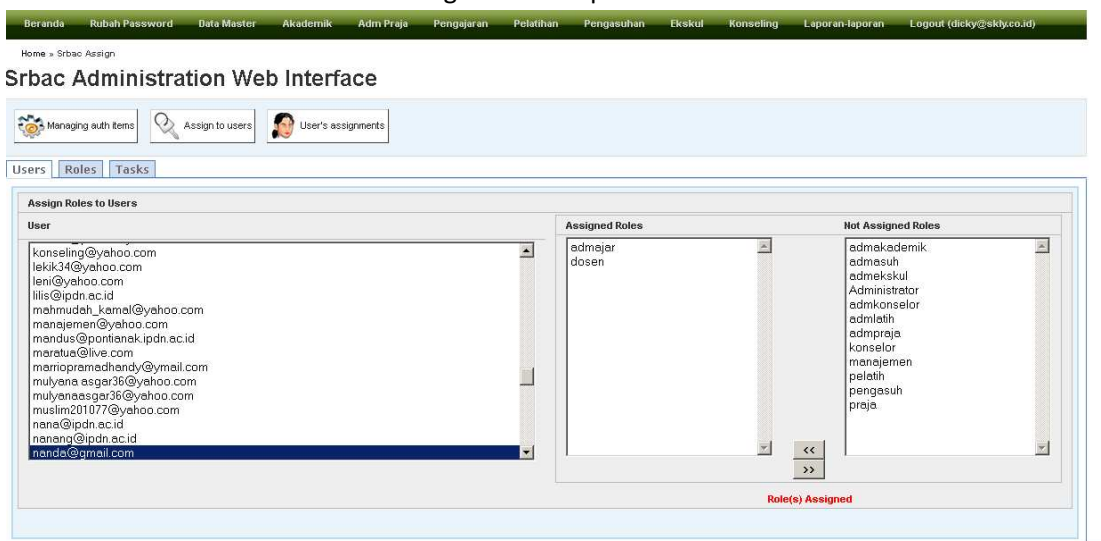 Beranda Rubah Password Data Master Akademik Adm Praja Pengajaran Pelatihan Pengasuhan Ekskul Konseling Laporan-laporan Logout (dicky@skly.co.id)
Home » Srbac Assign
Srbac Administration Web Interface
Managing auth items Assign to users User's assignments
Users Roles Tasks
Assign Roles to Users
User Assigned Roles Not Assigned Roles
konseling@yahoo.com
lekik34@yahoo.com
leni@yahoo.com
lilis@ipdn.ac.id
mahmudah_kamal@yahoo.com
manajemen@yahoo.com
mandus@pontianak.ipdn.ac.id
maratua@live.com
marriopramadhandy@ymail.com
mulyana asgar36@yahoo.com
mulyanaasgar36@yahoo.com
muslim201077@yahoo.com
nana@ipdn.ac.id
nanang@ipdn.ac.id
nanda@gmail.com
admajar
dosen
admakademik
admasuh
admekskul
Administrator
admkonselor
admlatih
admpraja
konselor
manajemen
pelatih
pengasuh
praja
<<
>>
Role(s) Assigned